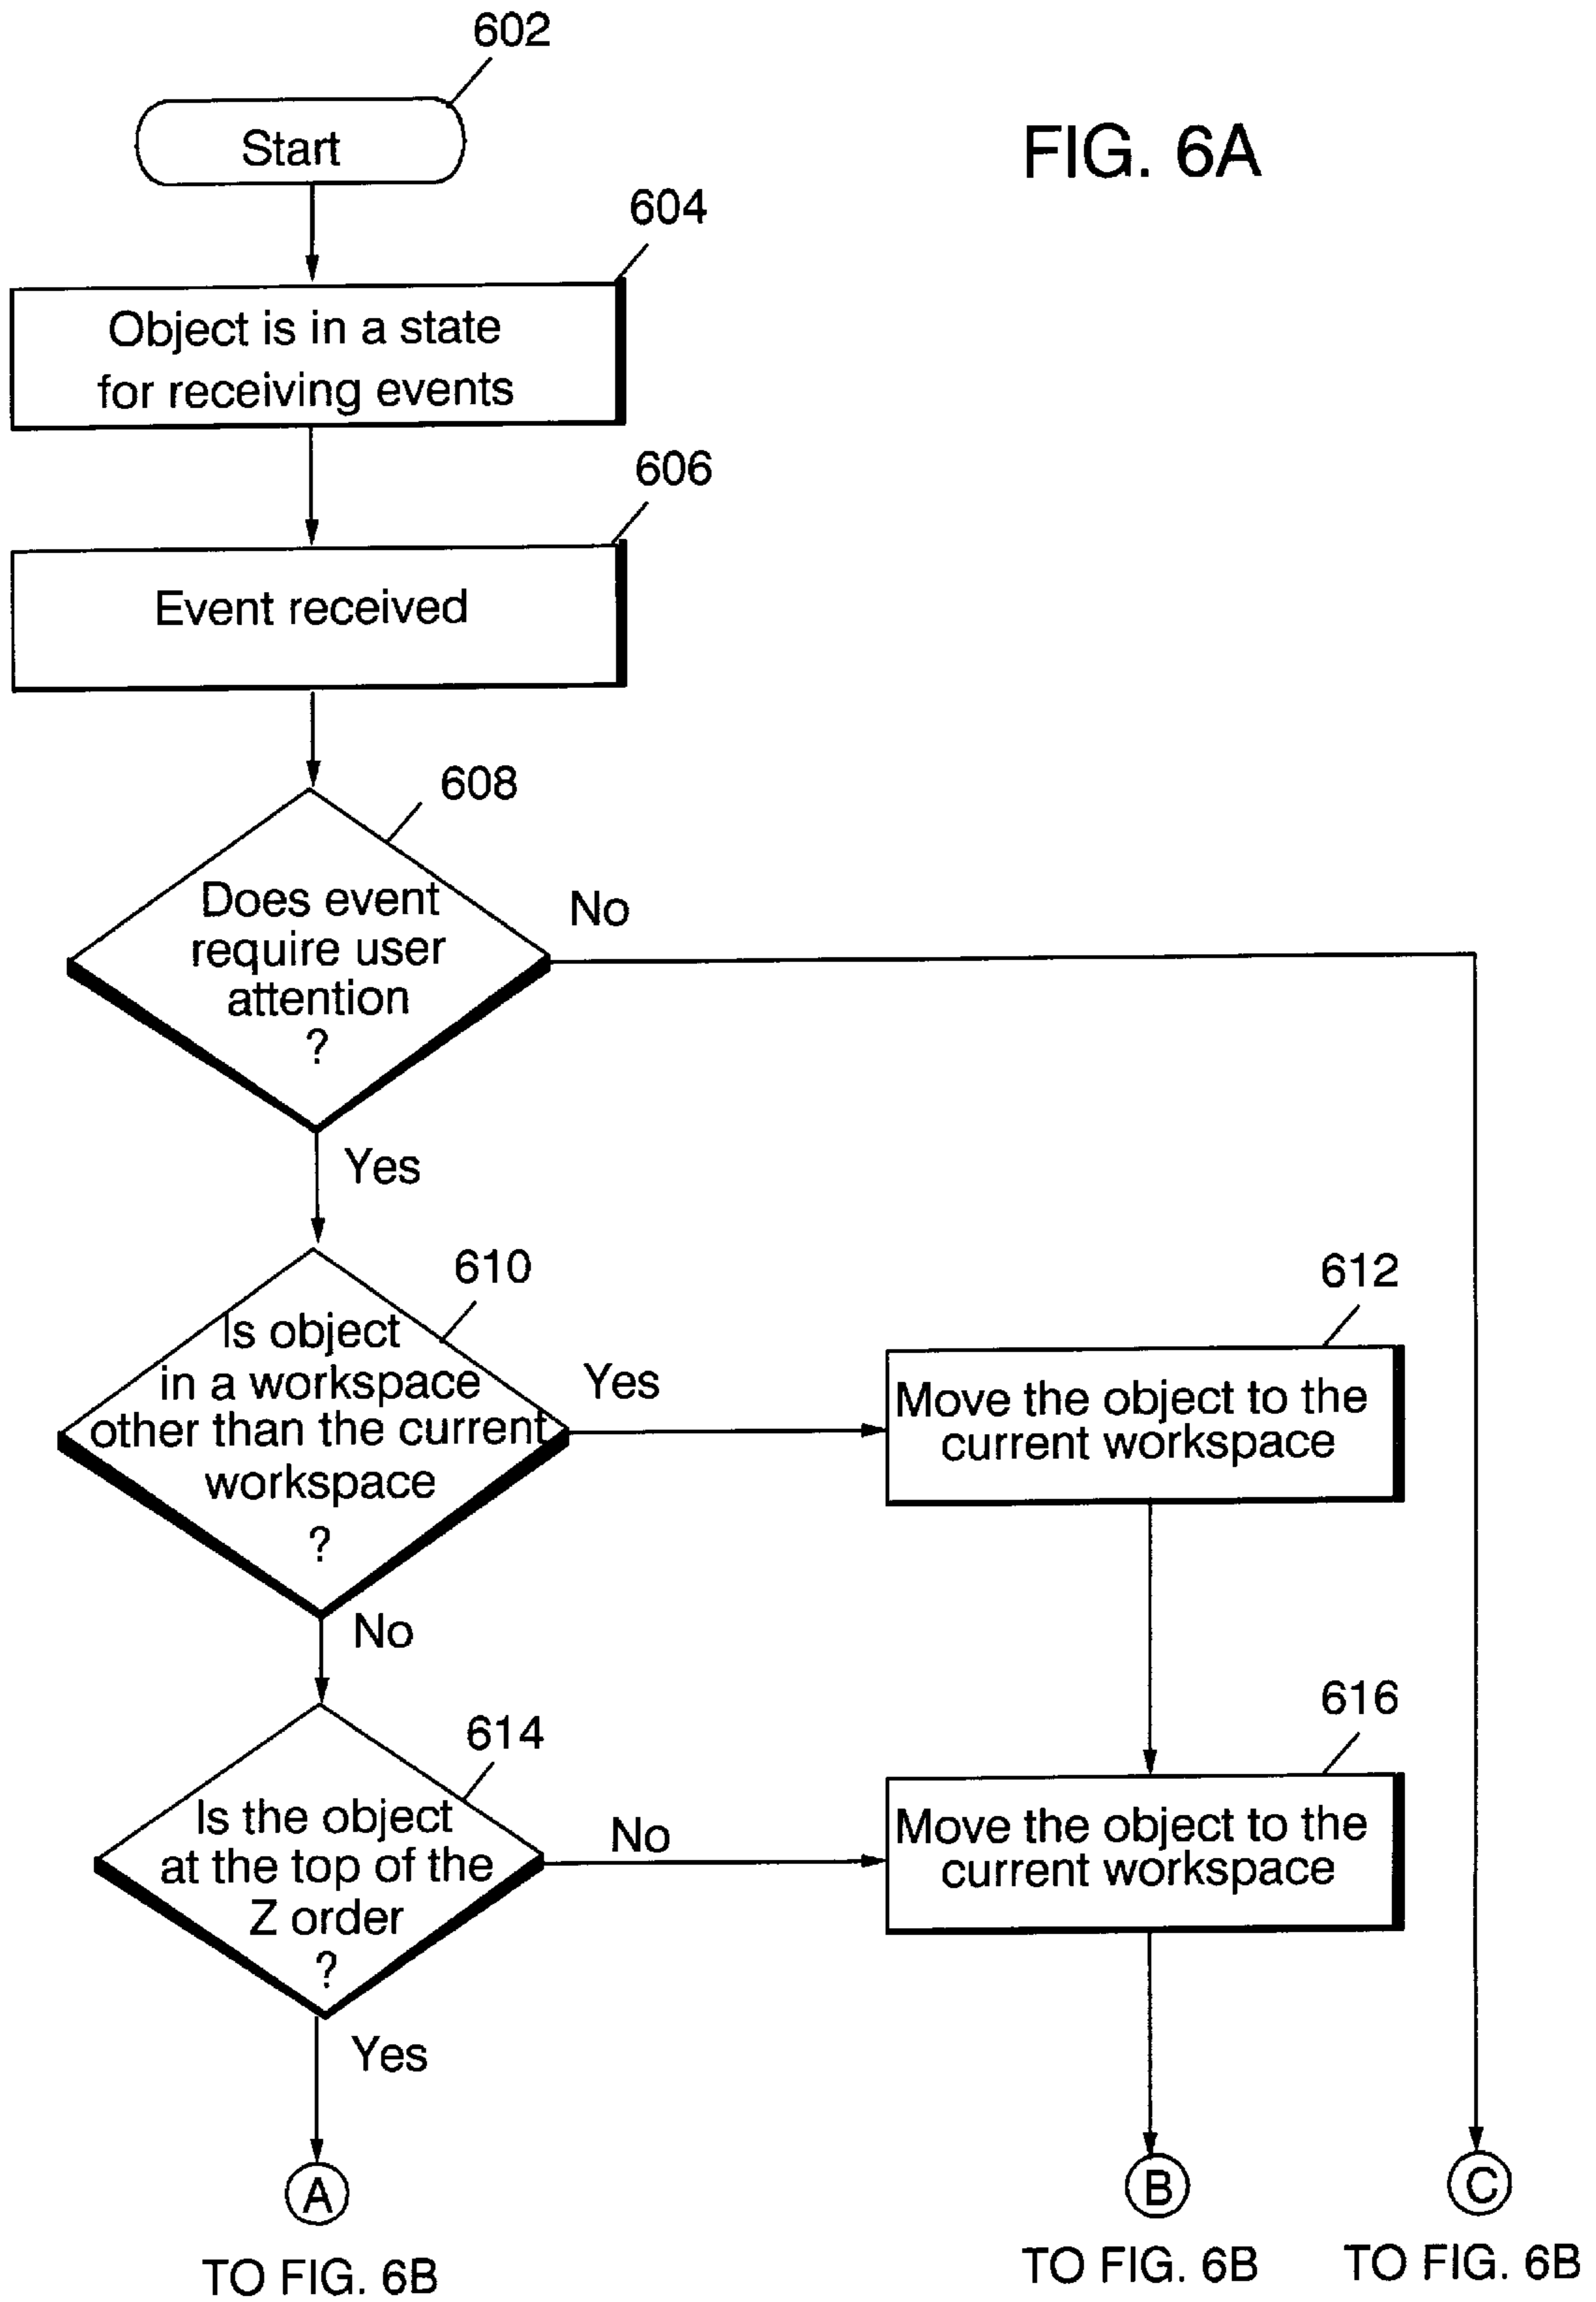 602
Start
FIG. 6A
604
Object is in a state
for receiving events
606
Event received
608
Does event
require user
attention
?
No
Yes
610
Is object
in a workspace
other than the current
workspace
?
Yes
612
Move the object to the
current workspace
No
614
Is the object
at the top of the
Z order
?
No
616
Move the object to the
current workspace
Yes
A
TO FIG. 6B
B
TO FIG. 6B
C
TO FIG. 6B